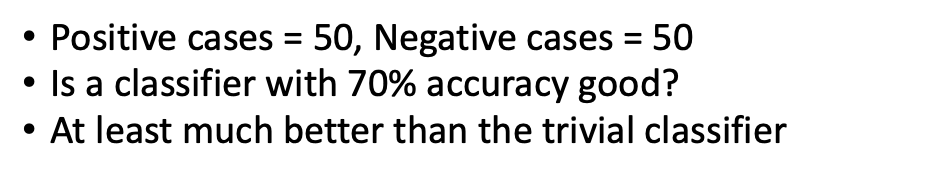 • Positive cases = 50, Negative cases = 50
• Is a classifier with 70% accuracy good?
• At least much better than the trivial classifier